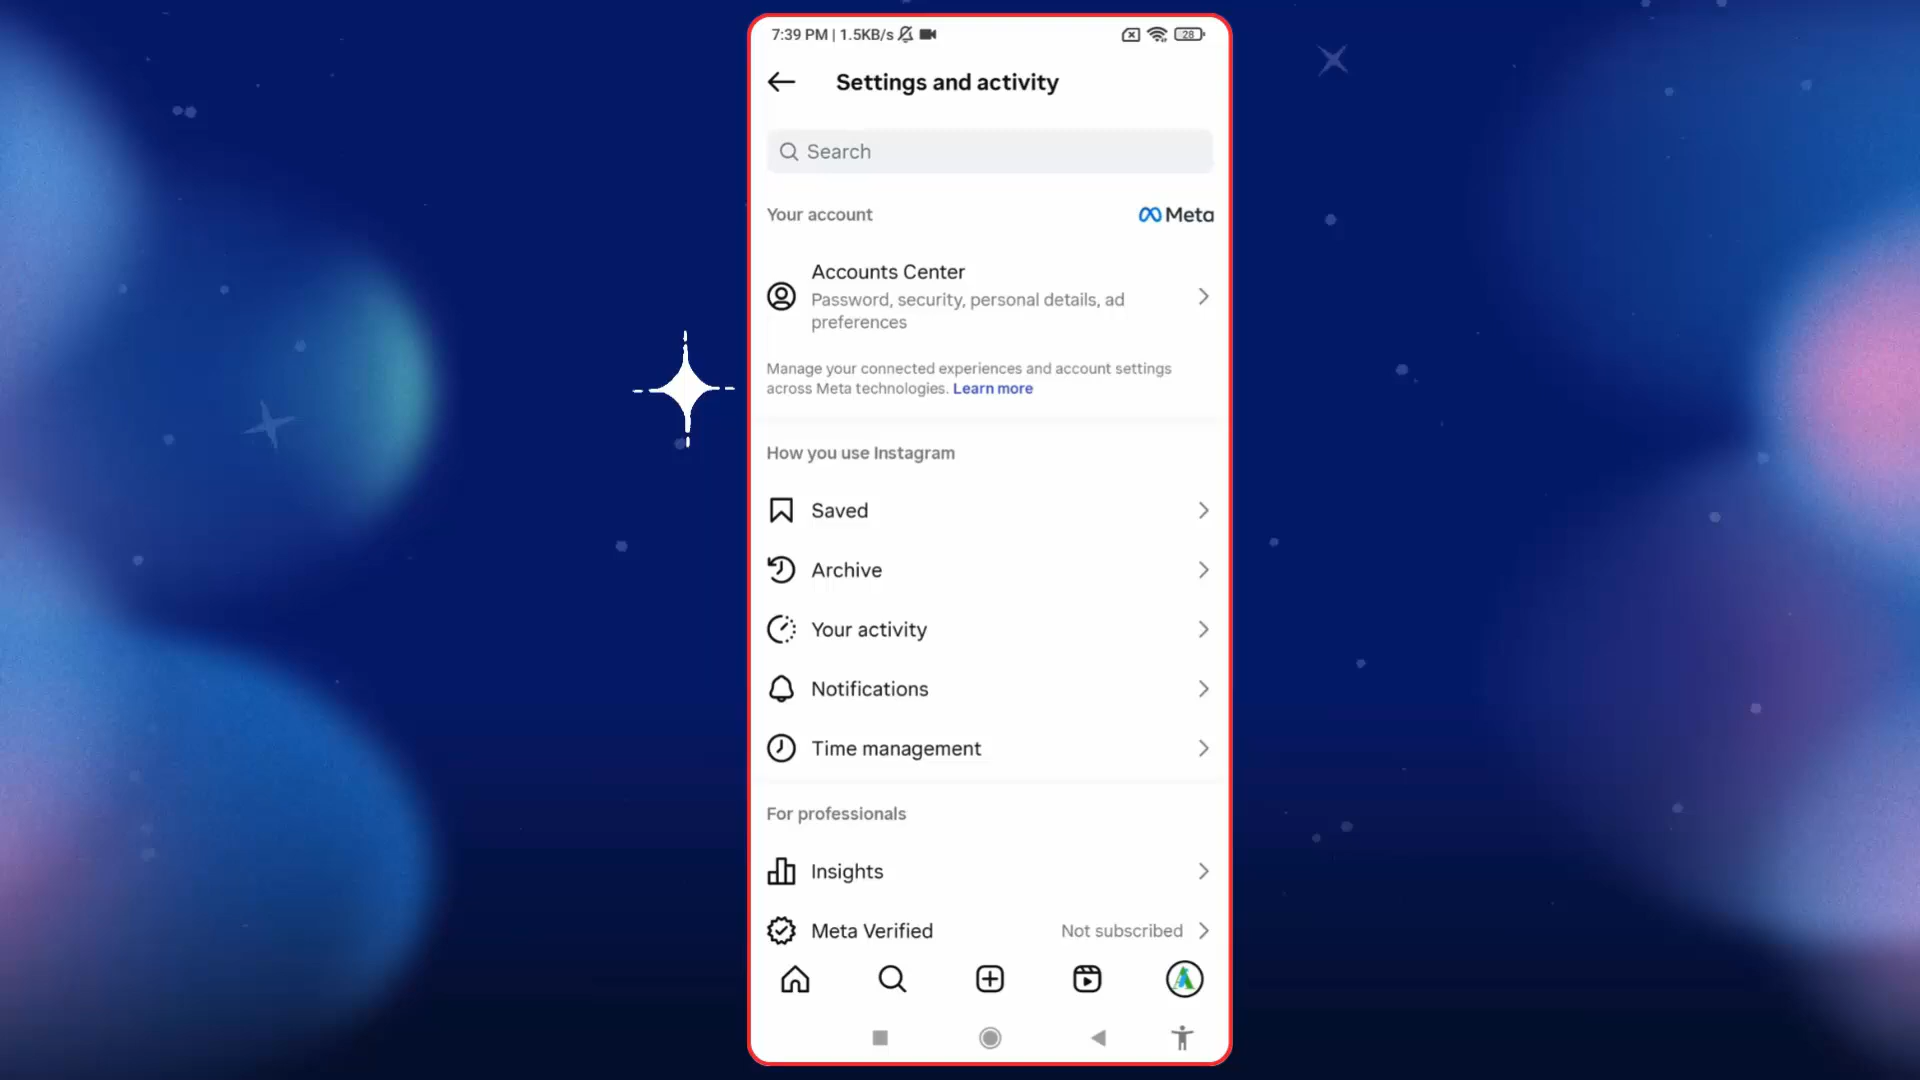 7:39 PM | 1.5KB/s
28
Settings and activity
Search
Your account
Meta
Accounts Center
Password, security, personal details, ad
preferences
Manage your connected experiences and account settings
across Meta technologies. Learn more
How you use Instagram
Saved
Archive
Your activity
Notifications
Time management
For professionals
Insights
Meta Verified
Not subscribed